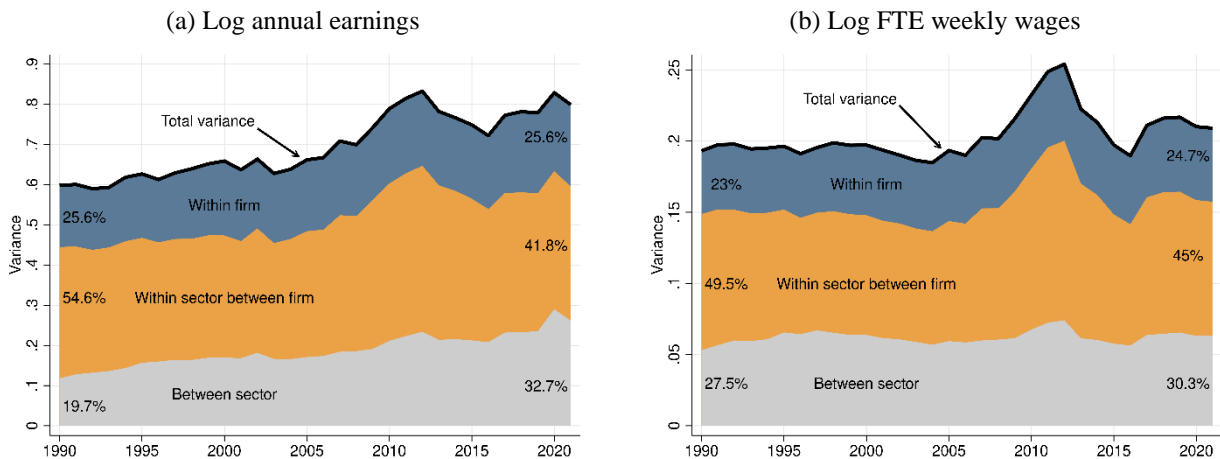 (a) Log annual earnings
.9
.8
.7
.6
.5
.4
.3
.2
.1
0
Variance
Total variance
Within firm
Within sector between firm
Between sector
25.6%
54.6%
19.7%
25.6%
41.8%
32.7%
1990 1995 2000 2005 2010 2015 2020
(b) Log FTE weekly wages
.25
.2
.15
.1
.05
0
Variance
Total variance
Within firm
Within sector between firm
Between sector
23%
49.5%
27.5%
24.7%
45%
30.3%
1990 1995 2000 2005 2010 2015 2020